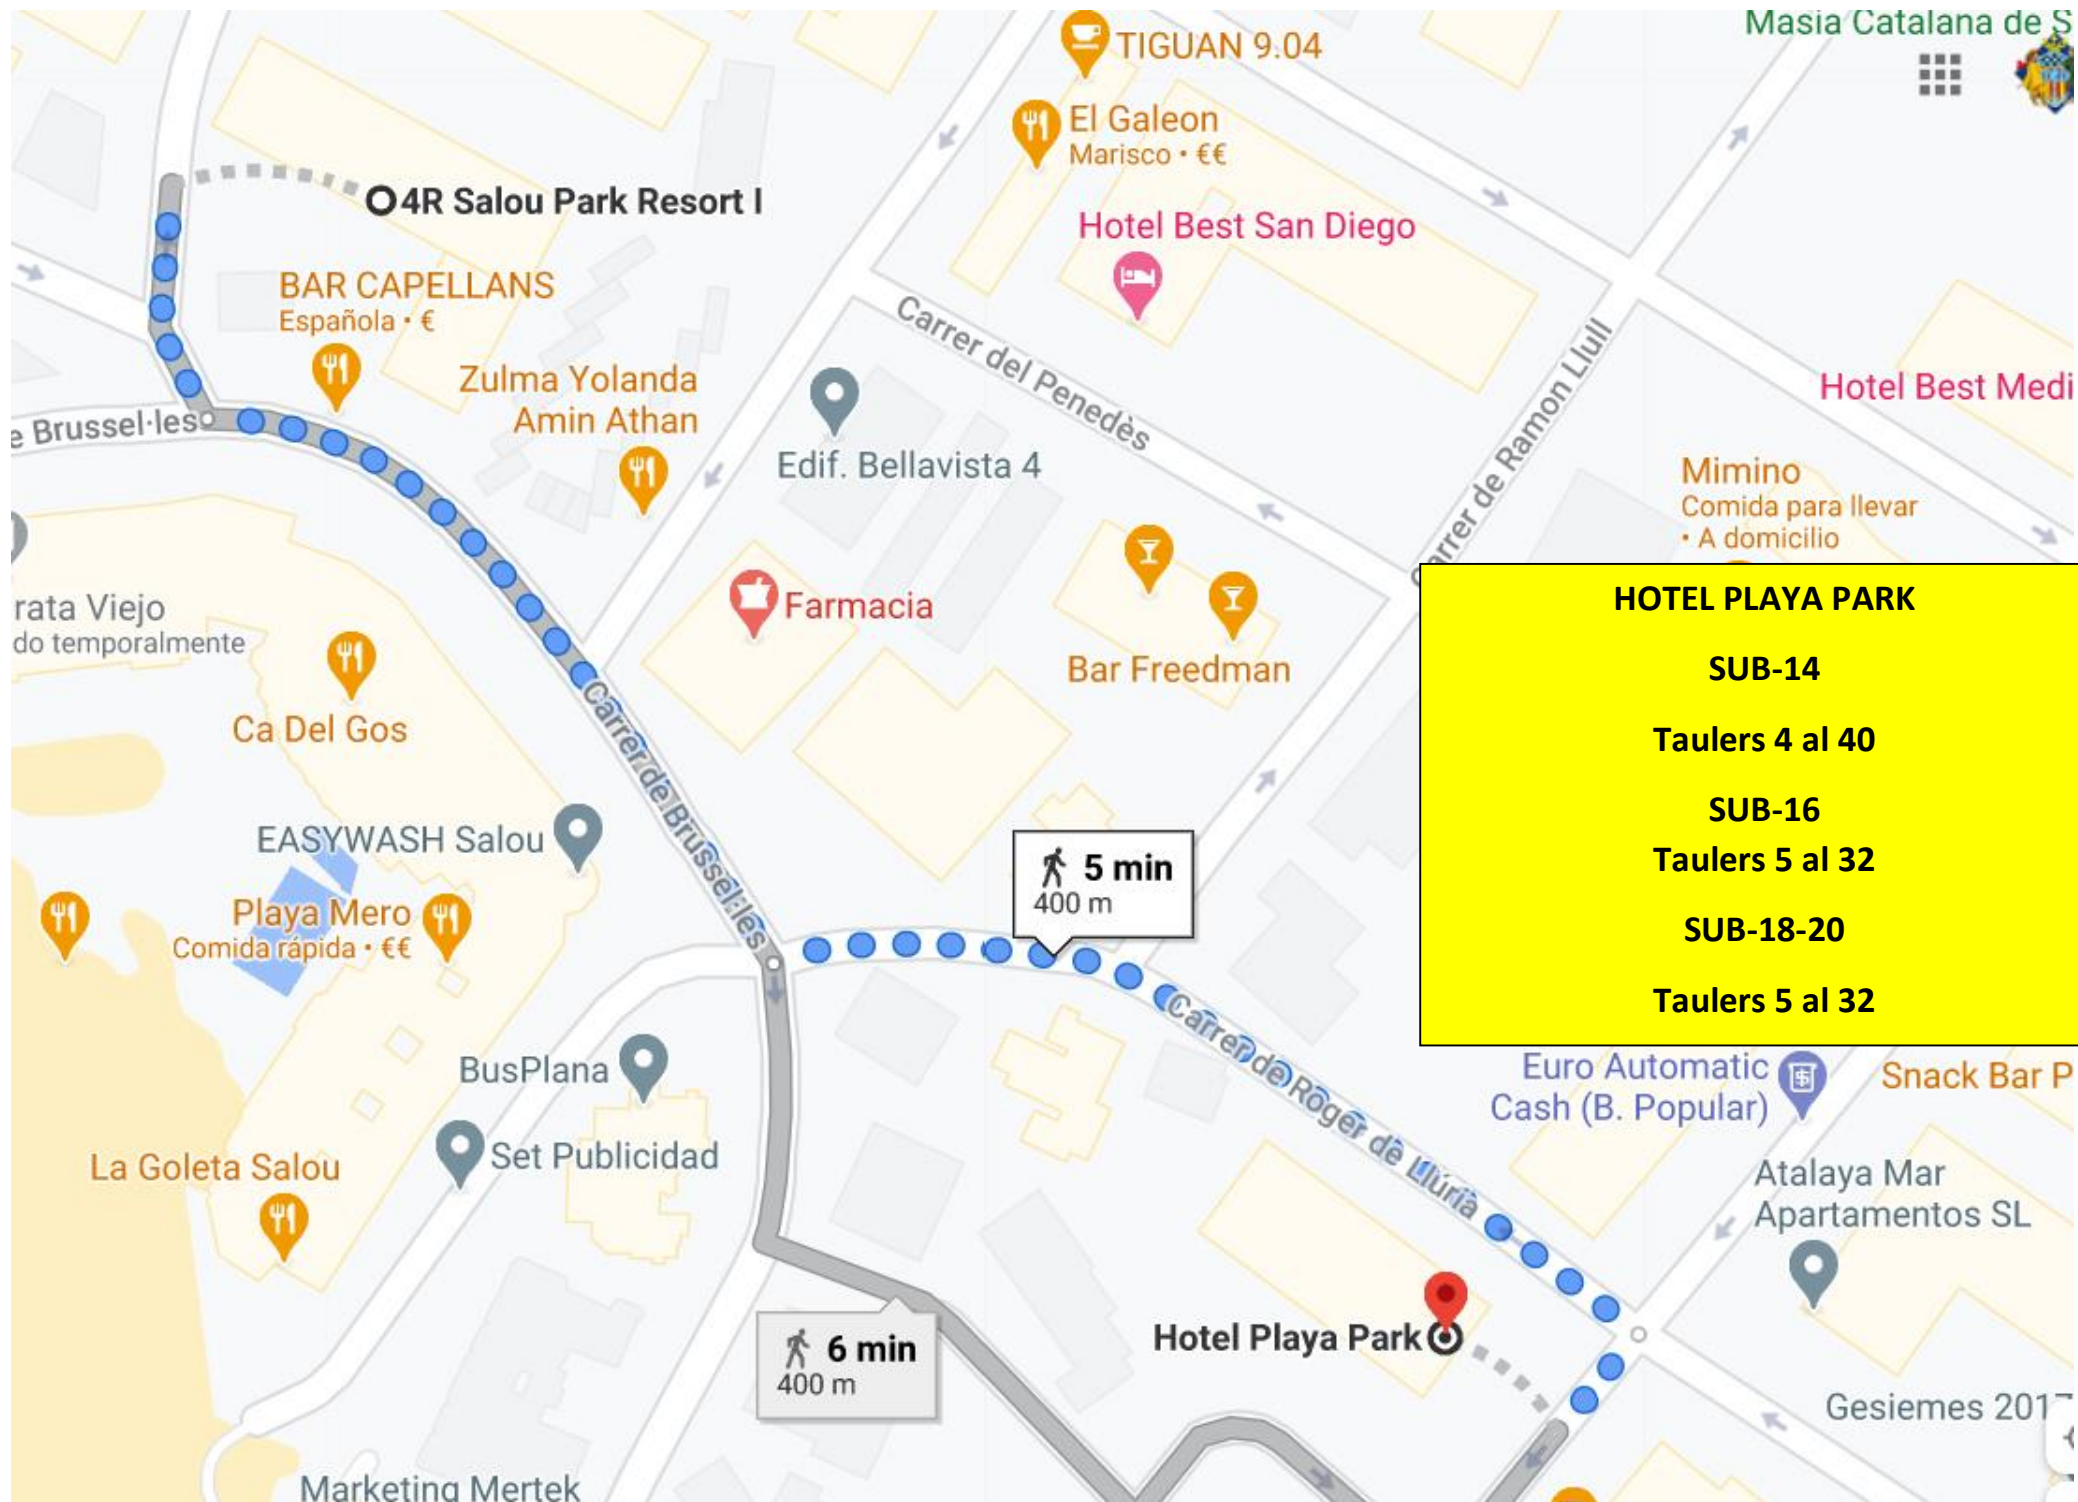 Masia Catalana de S
TIGUAN 9.04
El Galeon
Marisco • €€
4R Salou Park Resort I
Hotel Best San Diego
BAR CAPELLANS
Española • €
Carrer del Penedès
Carrer de Ramon Llull
Zulma Yolanda
Amin Athan
Hotel Best Medi
e Brussel·les
Edif. Bellavista 4
Mimino
Comida para llevar
• A domicilio
rata Viejo
do temporalmente
Farmacia
Bar Freedman
HOTEL PLAYA PARK
SUB-14
Taulers 4 al 40
SUB-16
Taulers 5 al 32
SUB-18-20
Taulers 5 al 32
Ca Del Gos
Carrer de Brussel·les
EASYWASH Salou
5 min
400 m
Playa Mero
Comida rápida • €€
Carrer de Roger de Llúria
BusPlana
Euro Automatic
Cash (B. Popular)
Snack Bar P
Set Publicidad
La Goleta Salou
Atalaya Mar
Apartamentos SL
Hotel Playa Park
6 min
400 m
Gesiemes 2017
Marketing Mertek